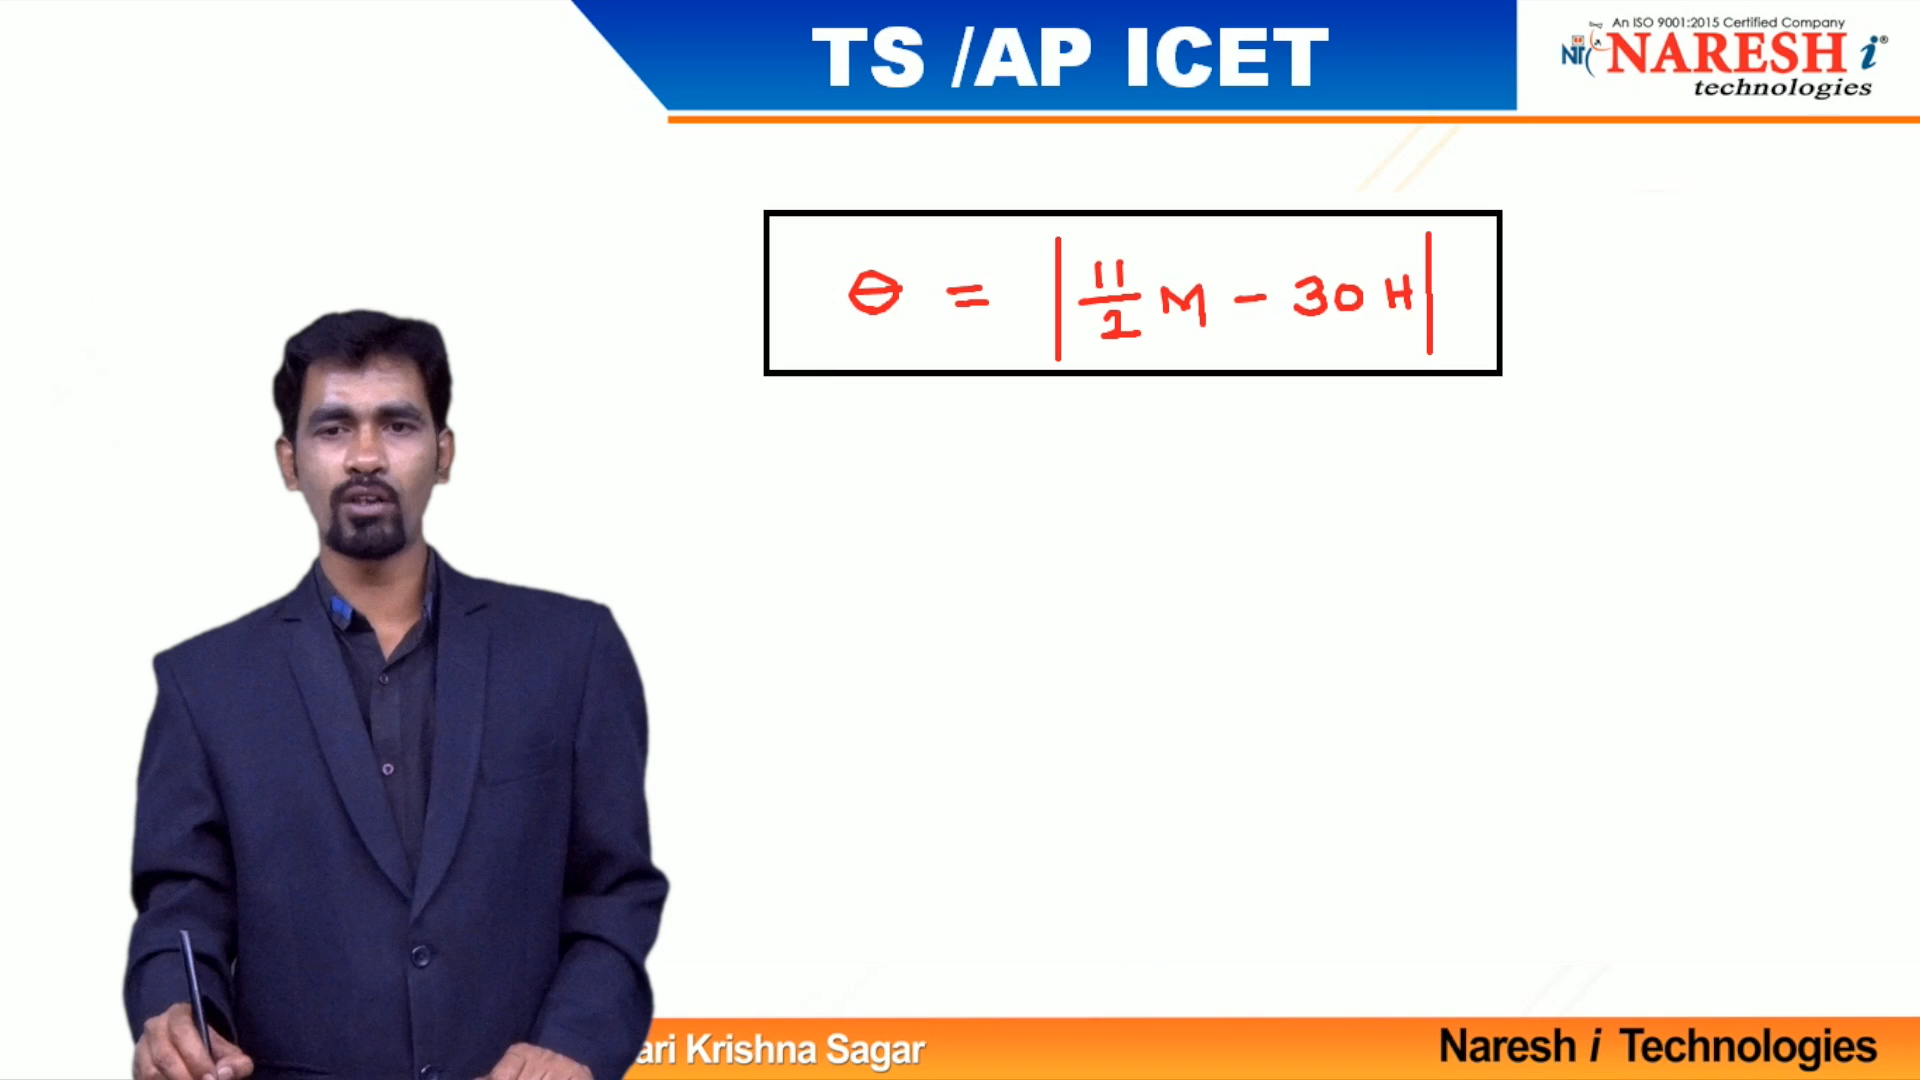 TS /AP ICET
An ISO 9001:2015 Certified Company
NARESH i®
technologies
θ = | 11/2 M - 30 H |
ari Krishna Sagar
Naresh i Technologies